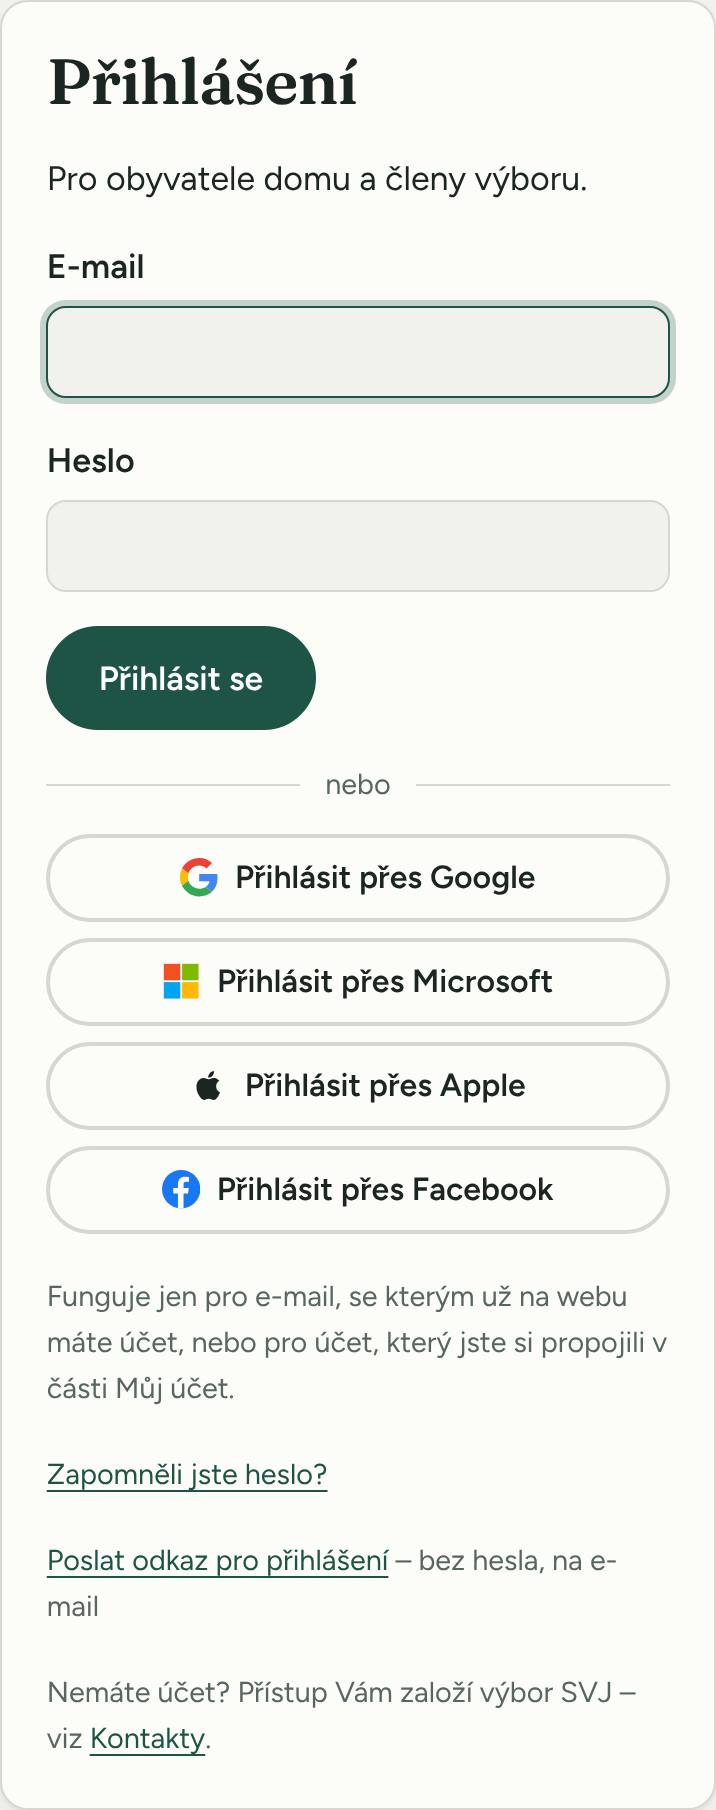 Přihlášení
Pro obyvatele domu a členy výboru.
E-mail
Heslo
Přihlásit se
nebo
Přihlásit přes Google
Přihlásit přes Microsoft
Přihlásit přes Apple
Přihlásit přes Facebook
Funguje jen pro e-mail, se kterým už na webu
máte účet, nebo pro účet, který jste si propojili v
části Můj účet.
Zapomněli jste heslo?
Poslat odkaz pro přihlášení – bez hesla, na e-
mail
Nemáte účet? Přístup Vám založí výbor SVJ –
viz Kontakty.